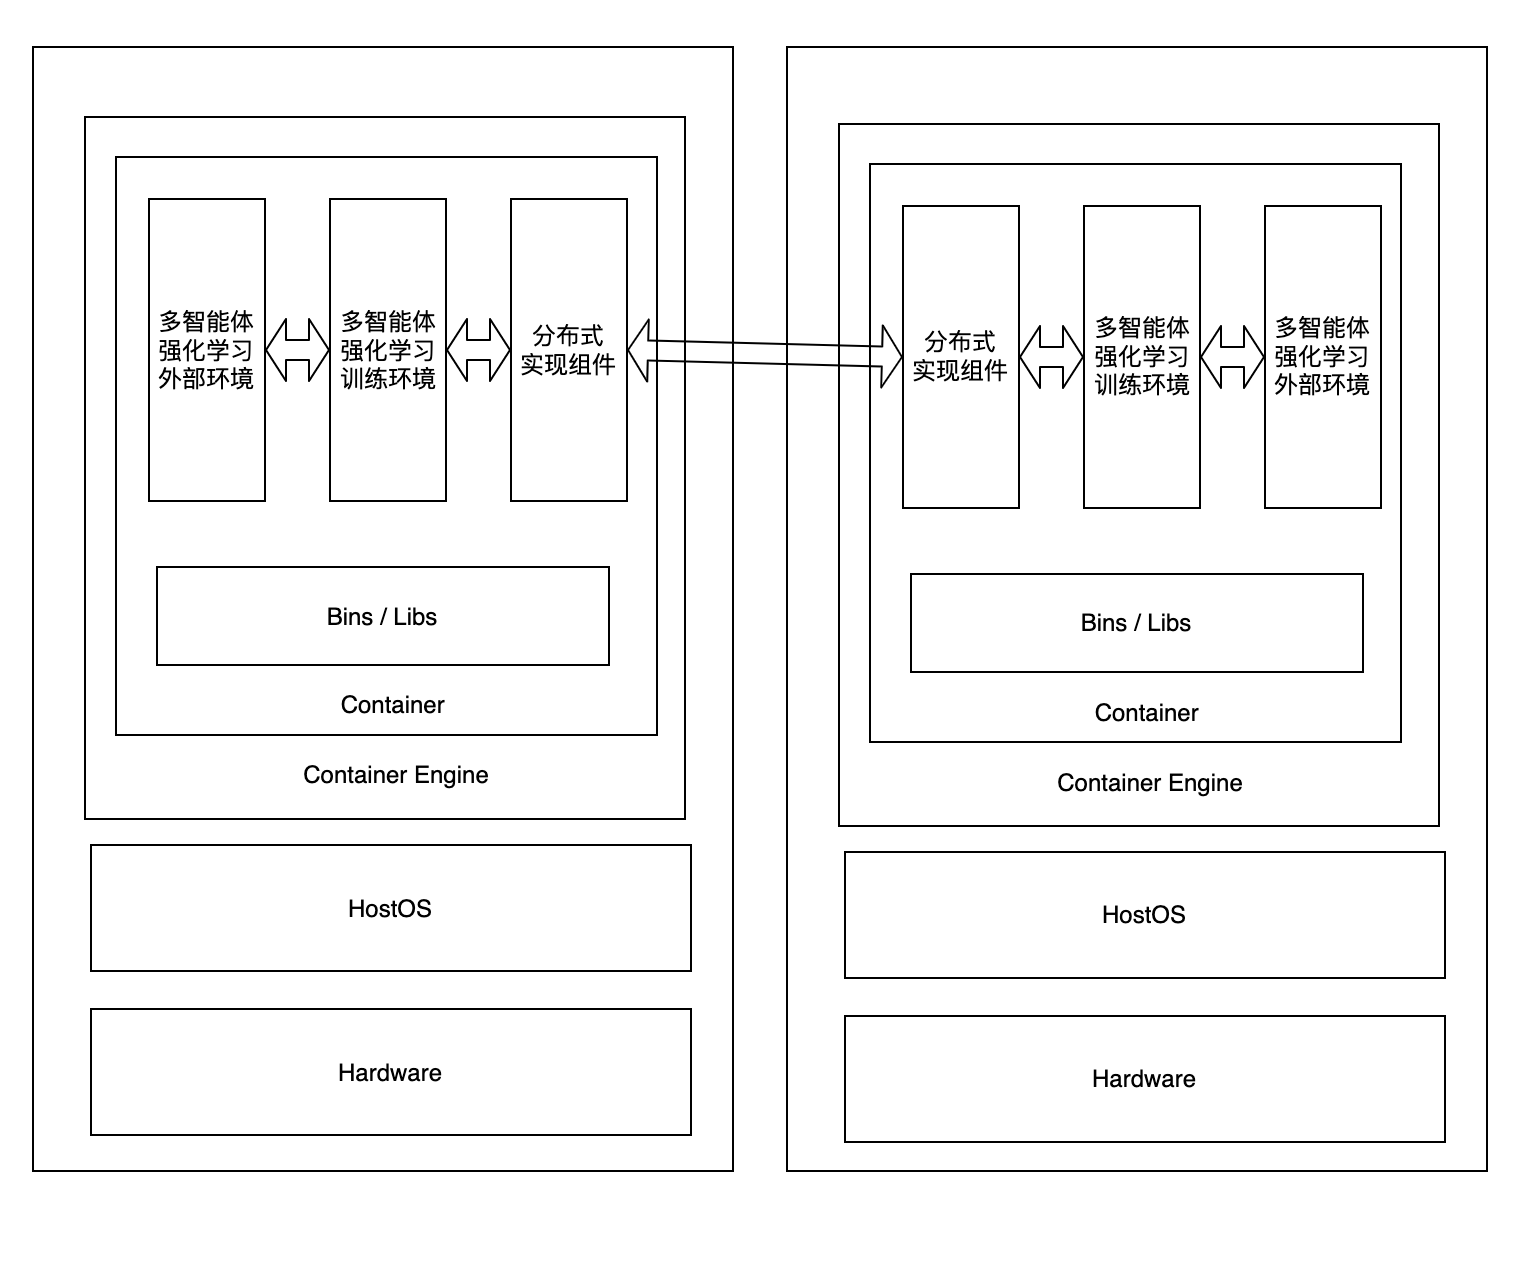 多智能体
强化学习
外部环境
多智能体
强化学习
训练环境
分布式
实现组件
Bins / Libs
Container
Container Engine
HostOS
Hardware
分布式
实现组件
多智能体
强化学习
训练环境
多智能体
强化学习
外部环境
Bins / Libs
Container
Container Engine
HostOS
Hardware